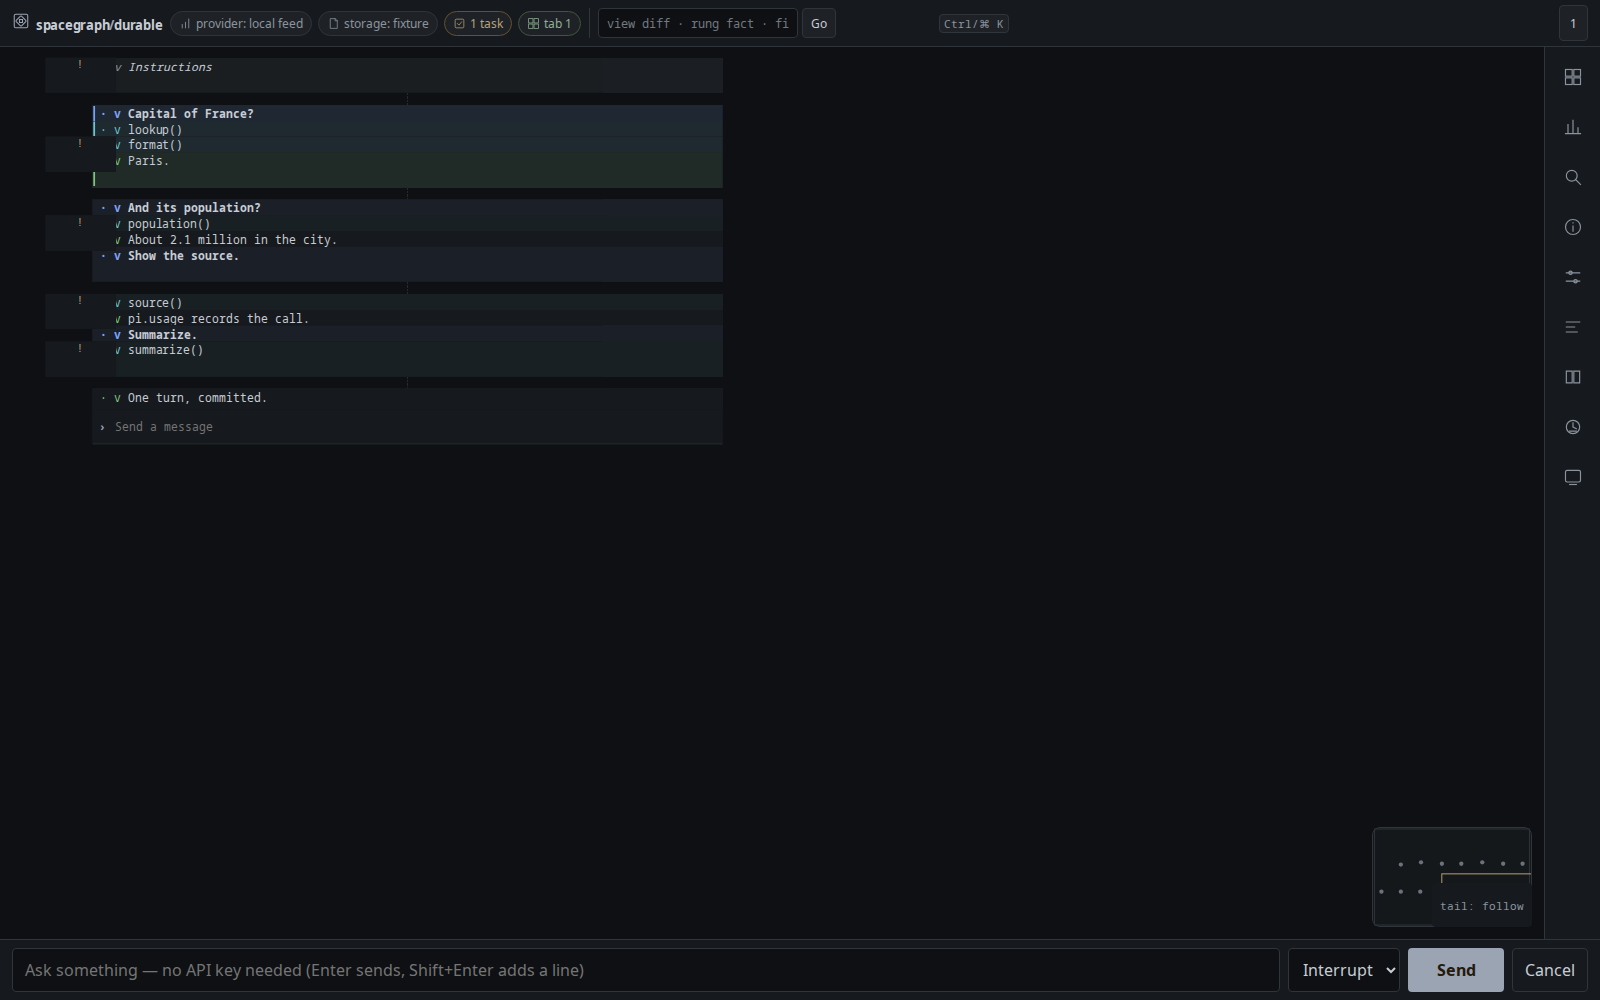 spacegraph/durable provider: local feed storage: fixture 1 task tab 1 view diff · rung fact · fi Go Ctrl/⌘ K 1
! v Instructions
· v Capital of France?
· v lookup()
! v format()
v Paris.
· v And its population?
! v population()
v About 2.1 million in the city.
· v Show the source.
! v source()
v pi.usage records the call.
· v Summarize.
! v summarize()
· v One turn, committed.
› Send a message
tail: follow
Ask something — no API key needed (Enter sends, Shift+Enter adds a line) Interrupt Send Cancel